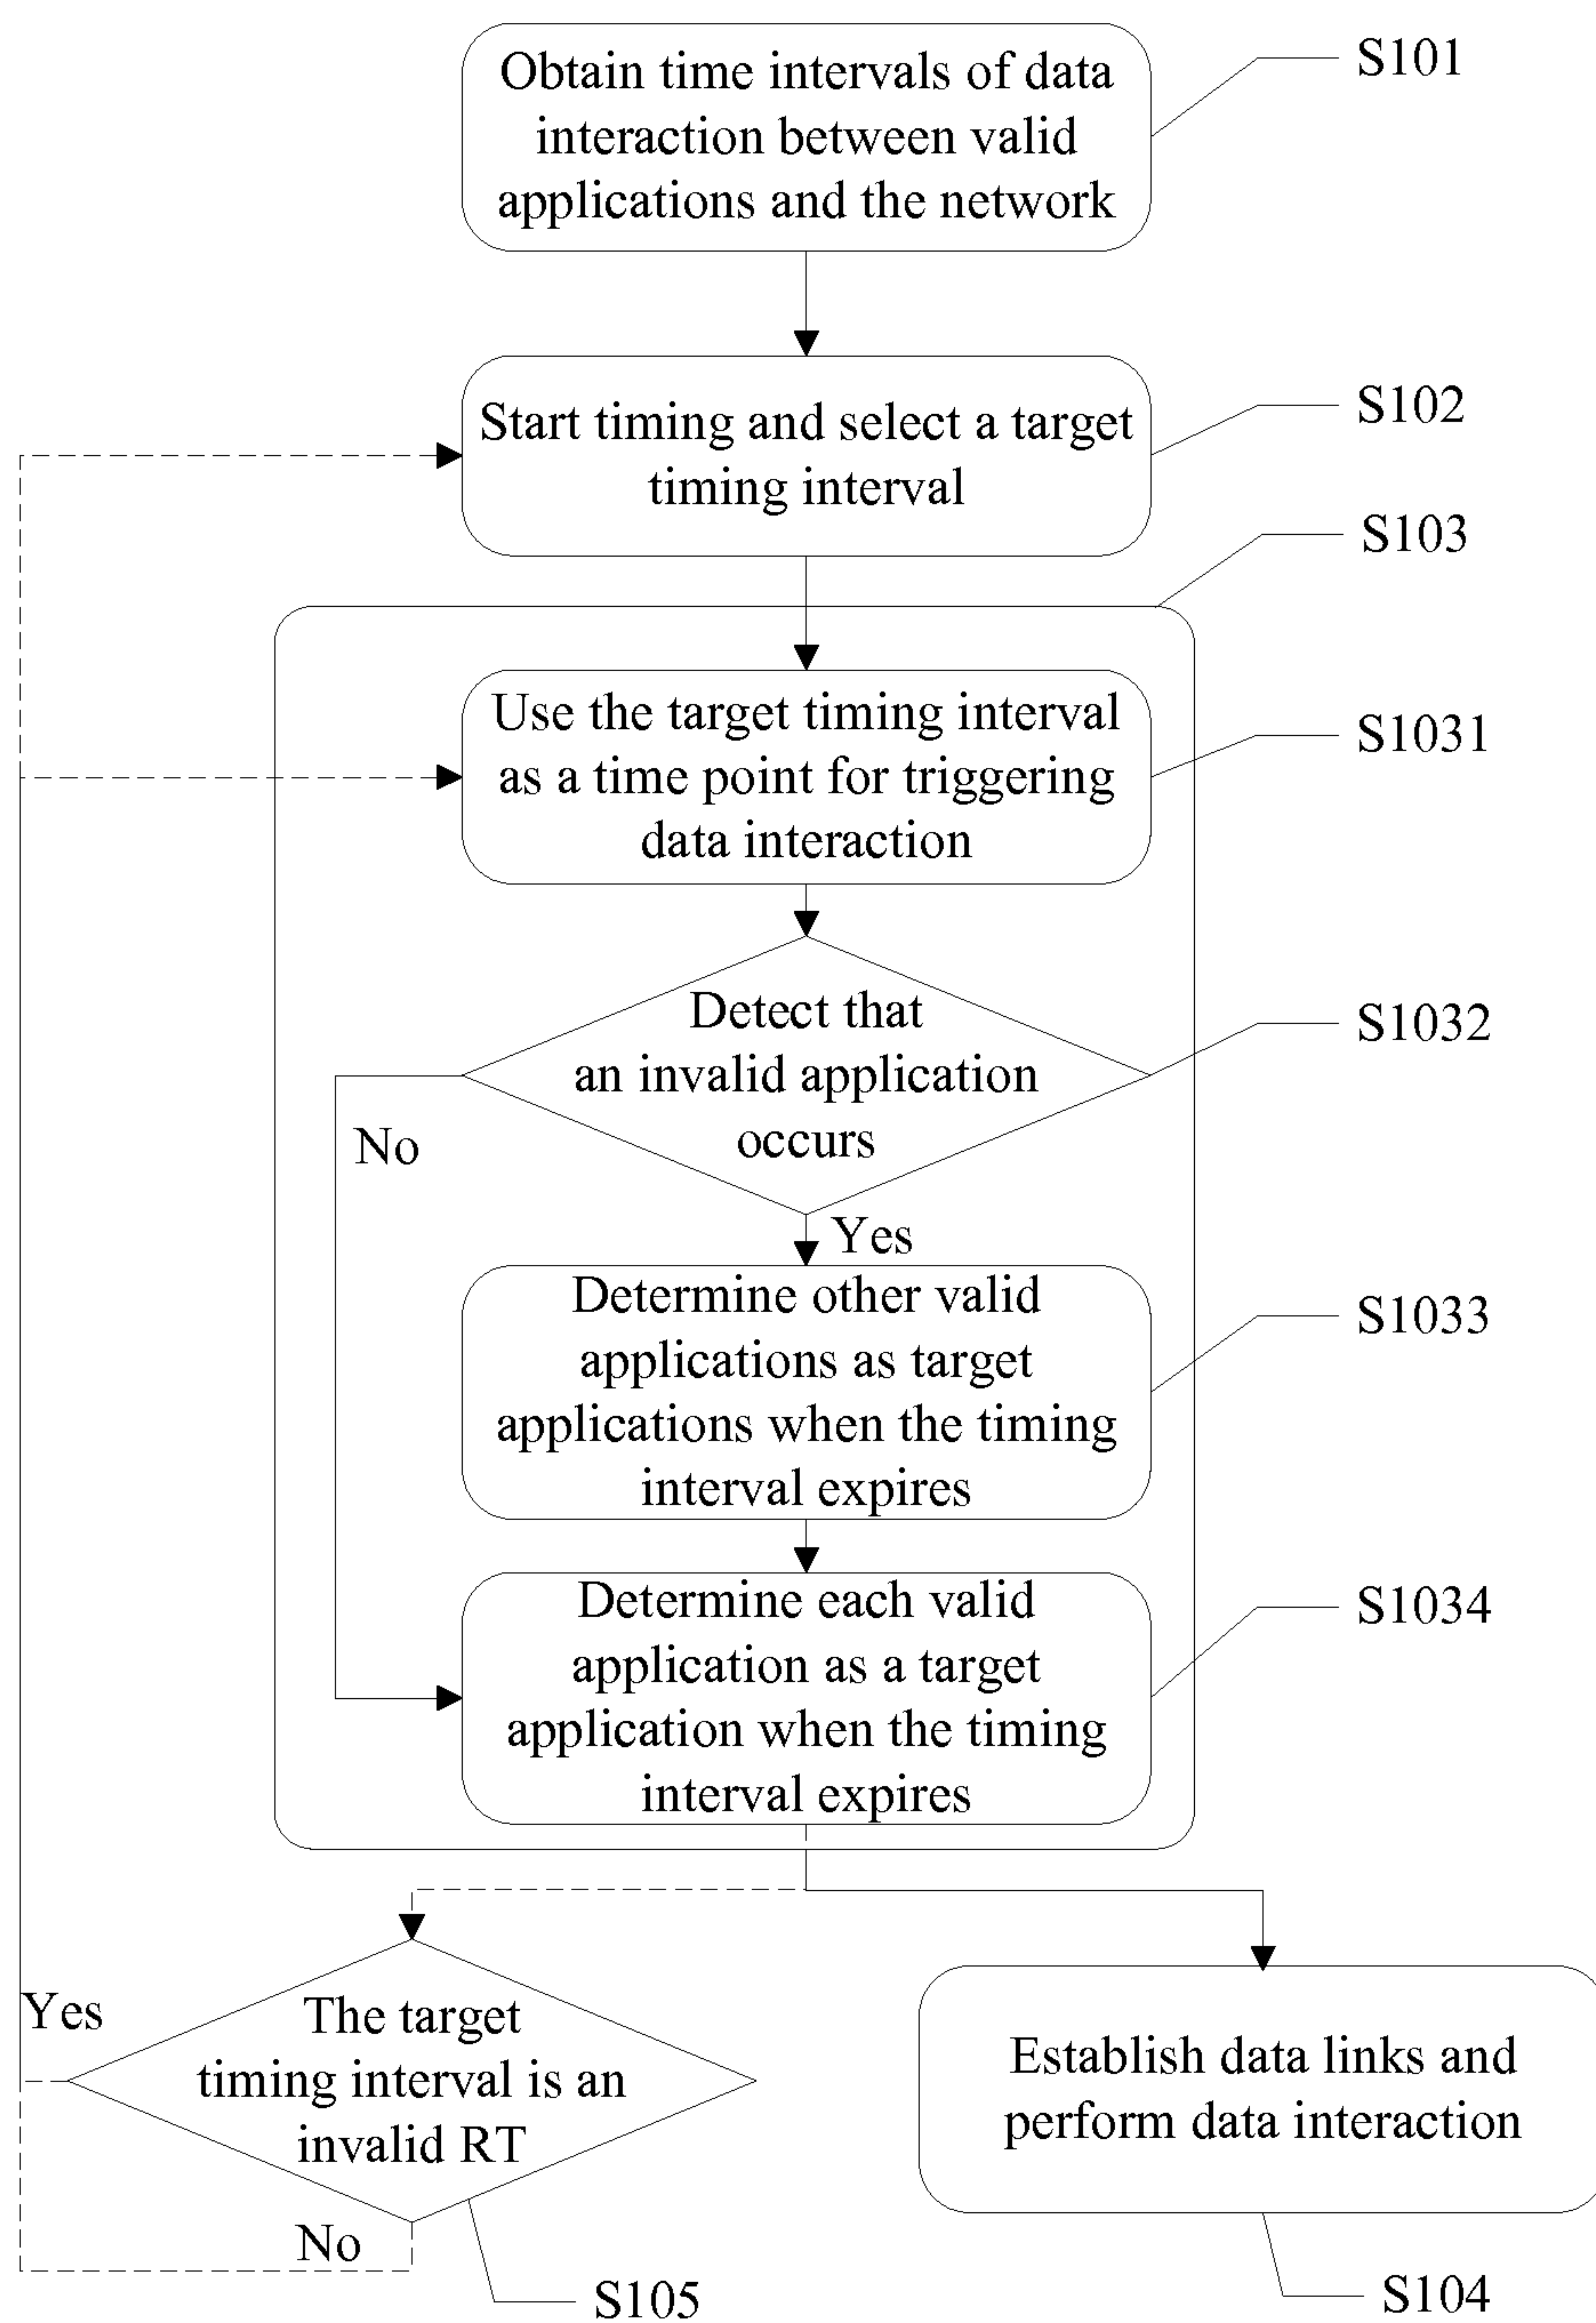 Obtain time intervals of data
interaction between valid
applications and the network
S101
Start timing and select a target
timing interval
S102
S103
Use the target timing interval
as a time point for triggering
data interaction
S1031
Detect that
an invalid application
occurs
S1032
No
Yes
Determine other valid
applications as target
applications when the timing
interval expires
S1033
Determine each valid
application as a target
application when the timing
interval expires
S1034
Yes
The target
timing interval is an
invalid RT
No
S105
Establish data links and
perform data interaction
S104